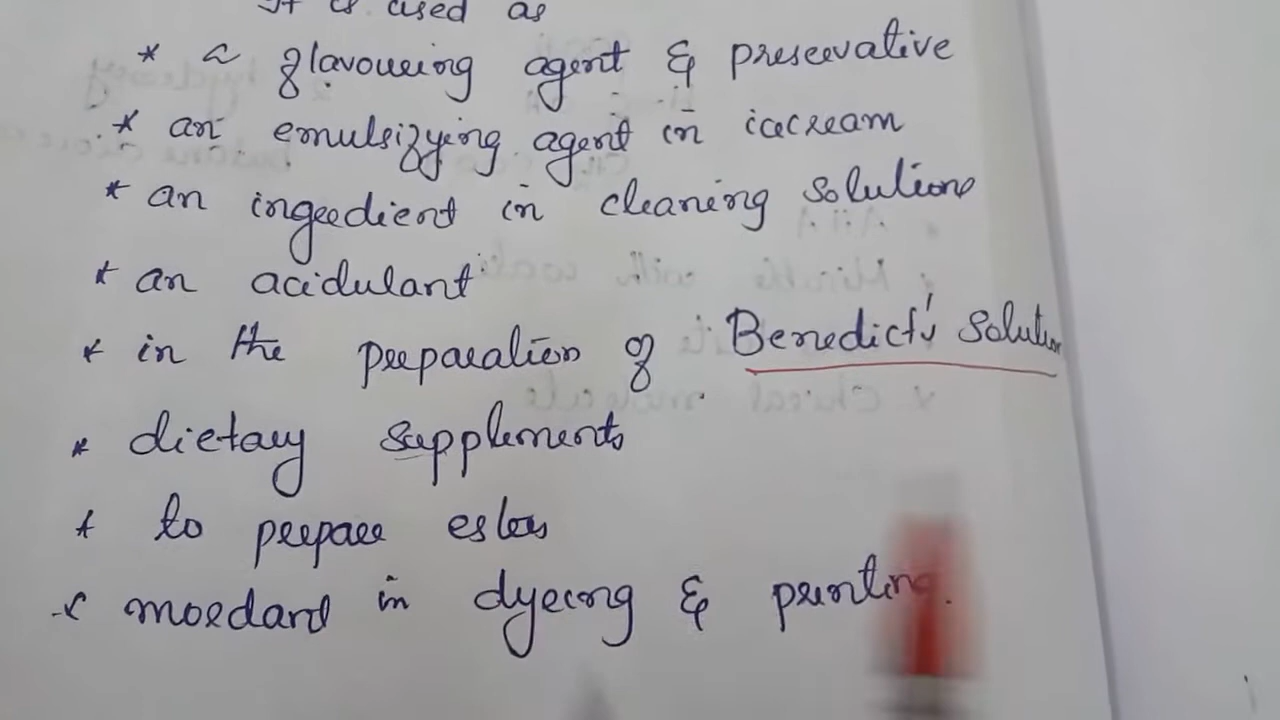 It is used as
* a flavouring agent & preservative
* an emulsifying agent in icecream
* an ingredient in cleaning solutions
* an acidulant
* in the preparation of Benedict's Solution
* dietary supplements
* to prepare esters
* mordard in dyeing & printing.